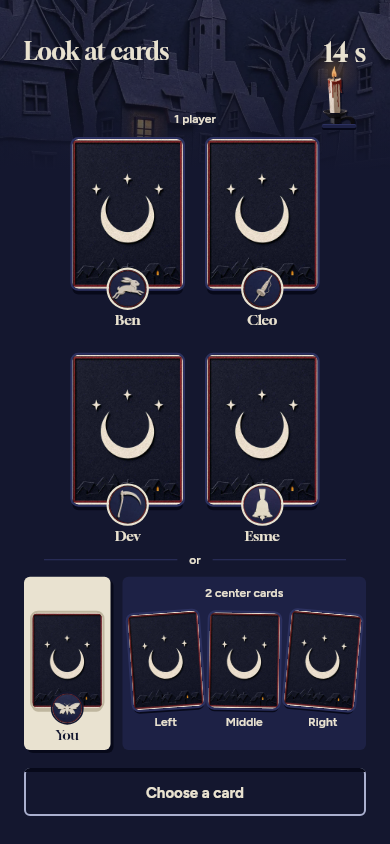 Look at cards
14 s
1 player
Ben
Cleo
Dev
Esme
or
2 center cards
You
Left
Middle
Right
Choose a card